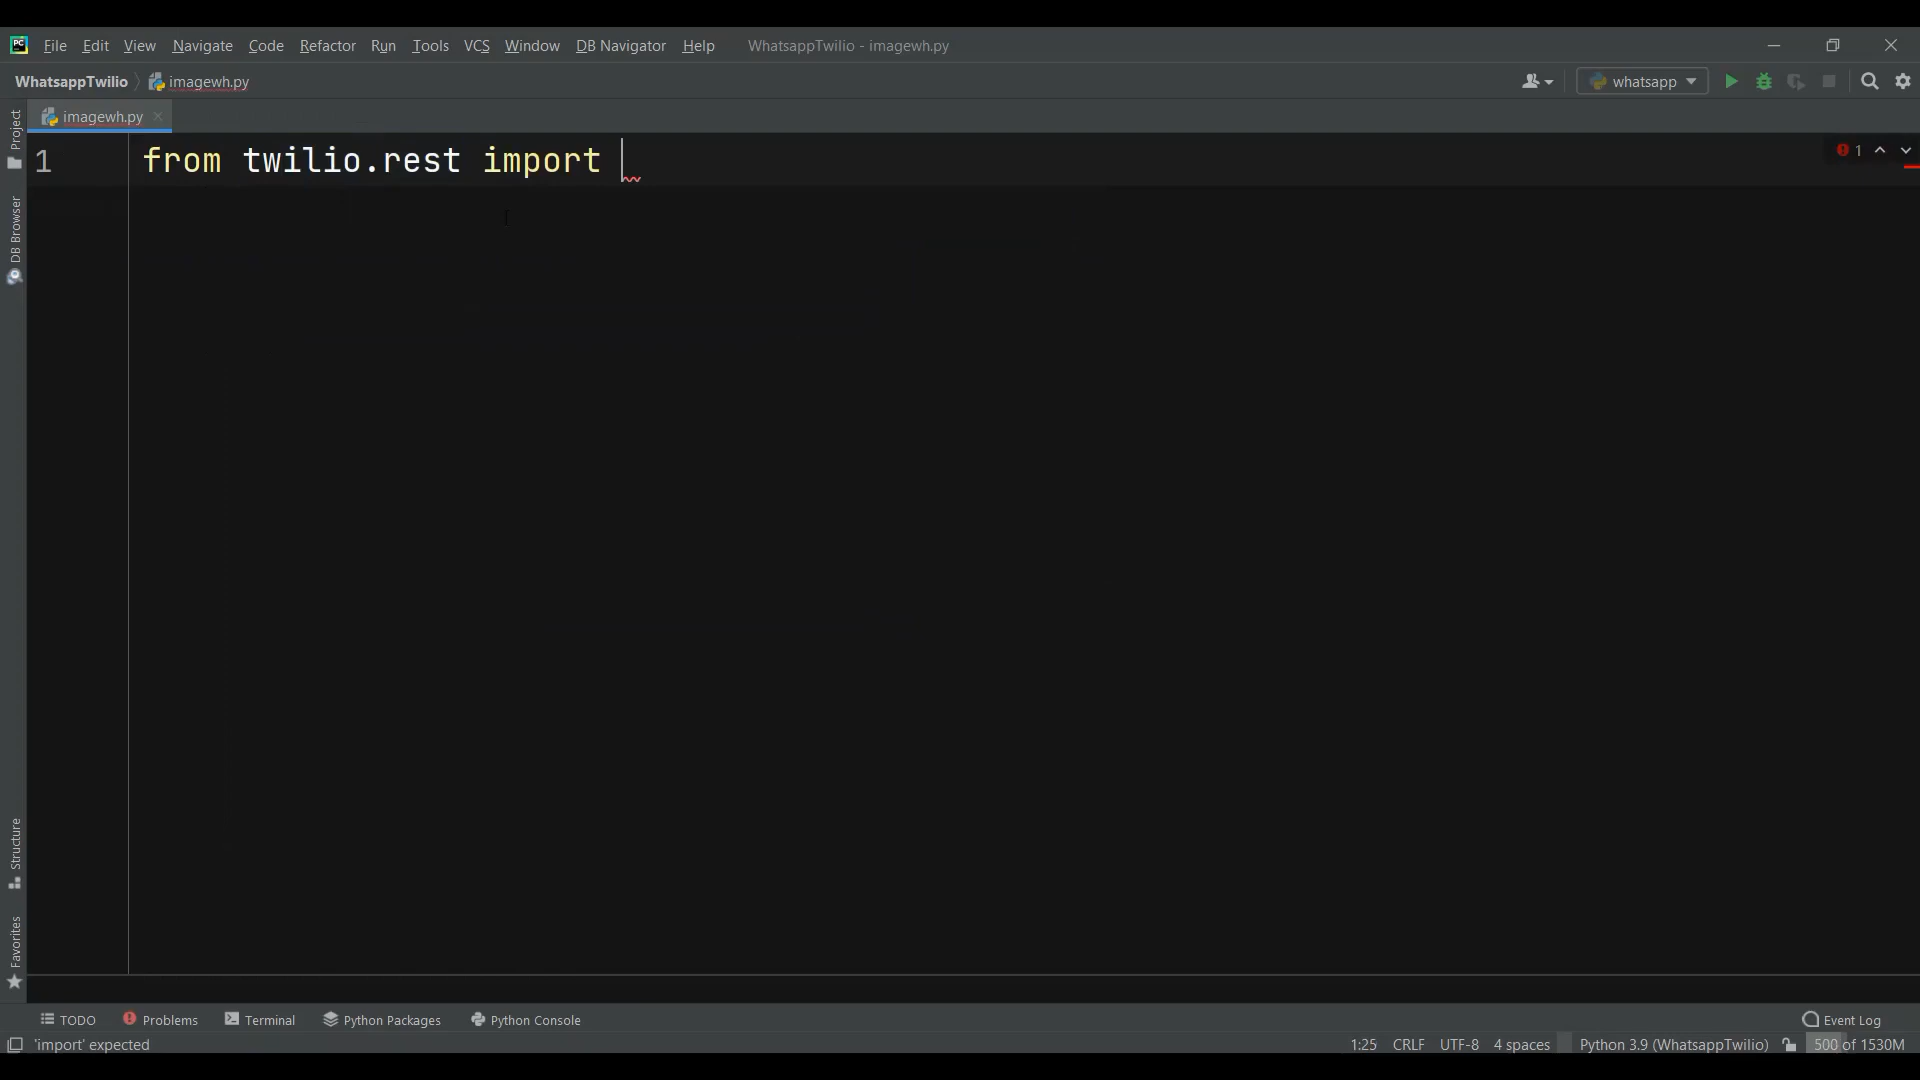 PC File Edit View Navigate Code Refactor Run Tools VCS Window DB Navigator Help WhatsappTwilio - imagewh.py
WhatsappTwilio imagewh.py whatsapp
imagewh.py
Project
DB Browser
Structure
Favorites
1 from twilio.rest import
1
TODO Problems Terminal Python Packages Python Console Event Log
'import' expected 1:25 CRLF UTF-8 4 spaces Python 3.9 (WhatsappTwilio) 500 of 1530M